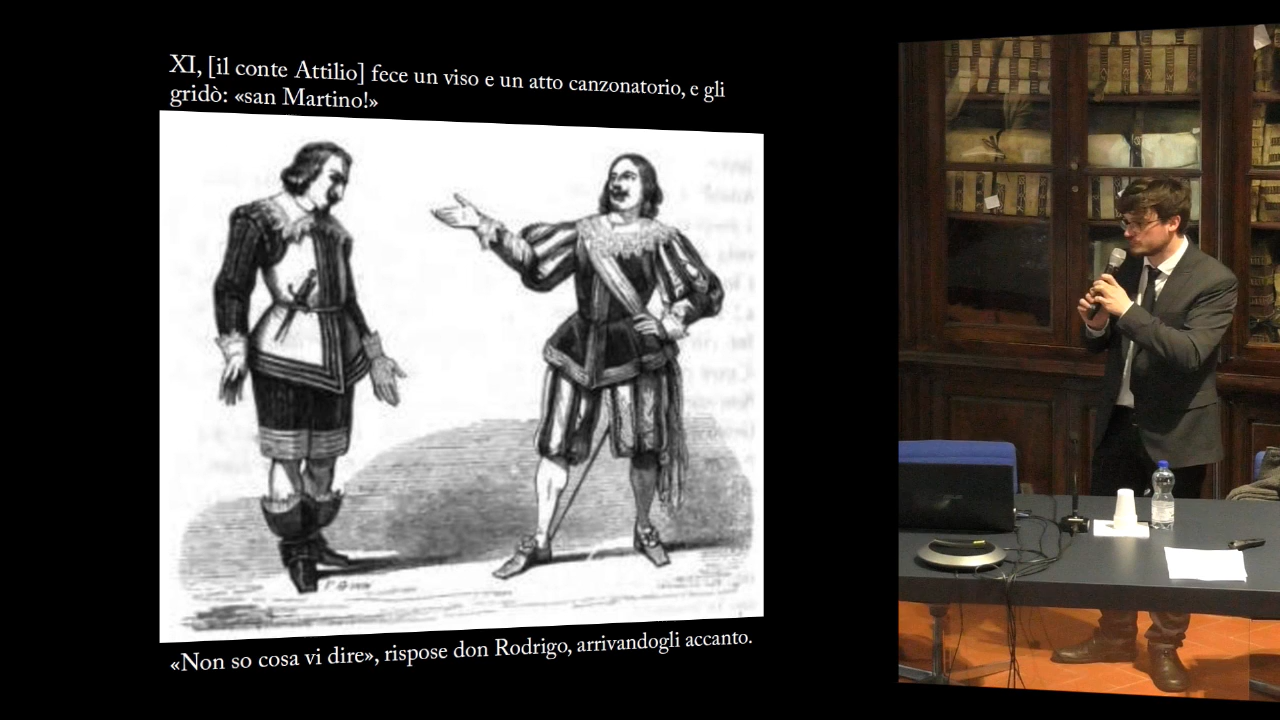 XI, [il conte Attilio] fece un viso e un atto canzonatorio, e gli
gridò: «san Martino!»
«Non so cosa vi dire», rispose don Rodrigo, arrivandogli accanto.